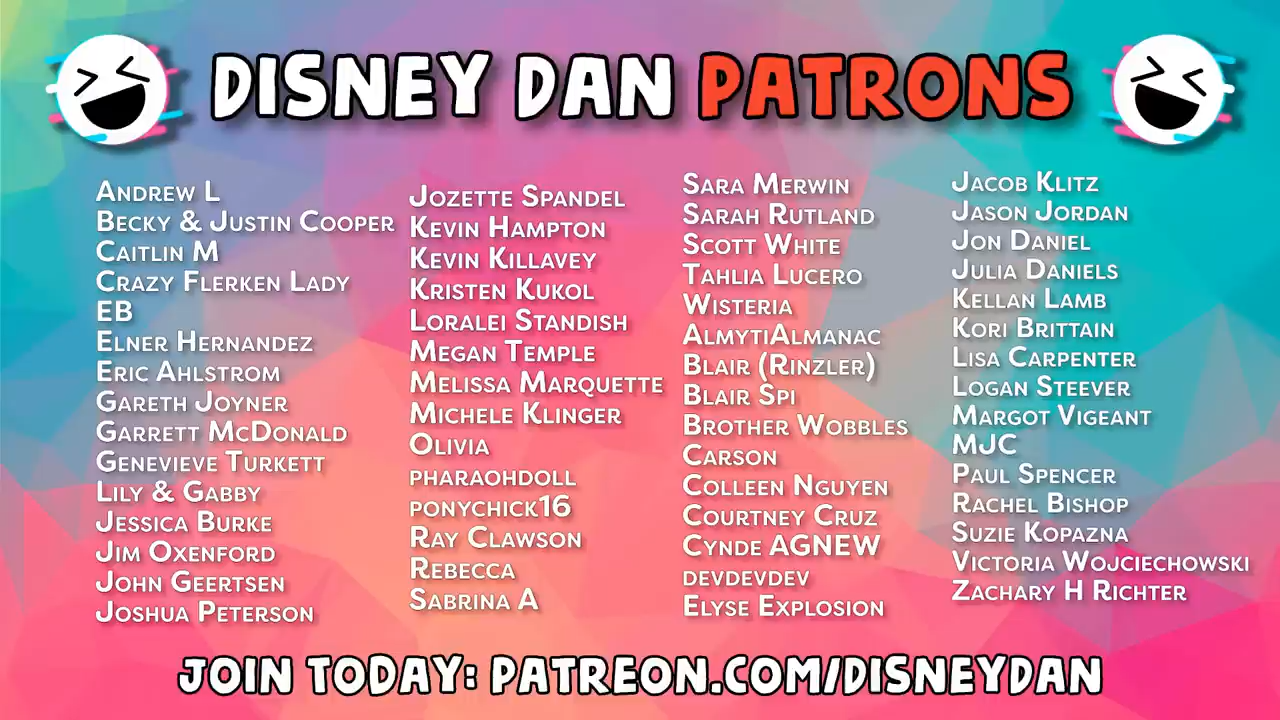 DISNEY DAN PATRONS
Andrew L
Becky & Justin Cooper
Caitlin M
Crazy Flerken Lady
EB
Elner Hernandez
Eric Ahlstrom
Gareth Joyner
Garrett McDonald
Genevieve Turkett
Lily & Gabby
Jessica Burke
Jim Oxenford
John Geertsen
Joshua Peterson
Jozette Spandel
Kevin Hampton
Kevin Killavey
Kristen Kukol
Loralei Standish
Megan Temple
Melissa Marquette
Michele Klinger
Olivia
pharaohdoll
ponychick16
Ray Clawson
Rebecca
Sabrina A
Sara Merwin
Sarah Rutland
Scott White
Tahlia Lucero
Wisteria
AlmytiAlmanac
Blair (Rinzler)
Blair Spi
Brother Wobbles
Carson
Colleen Nguyen
Courtney Cruz
Cynde AGNEW
devdevdev
Elyse Explosion
Jacob Klitz
Jason Jordan
Jon Daniel
Julia Daniels
Kellan Lamb
Kori Brittain
Lisa Carpenter
Logan Steever
Margot Vigeant
MJC
Paul Spencer
Rachel Bishop
Suzie Kopazna
Victoria Wojciechowski
Zachary H Richter
JOIN TODAY: PATREON.COM/DISNEYDAN